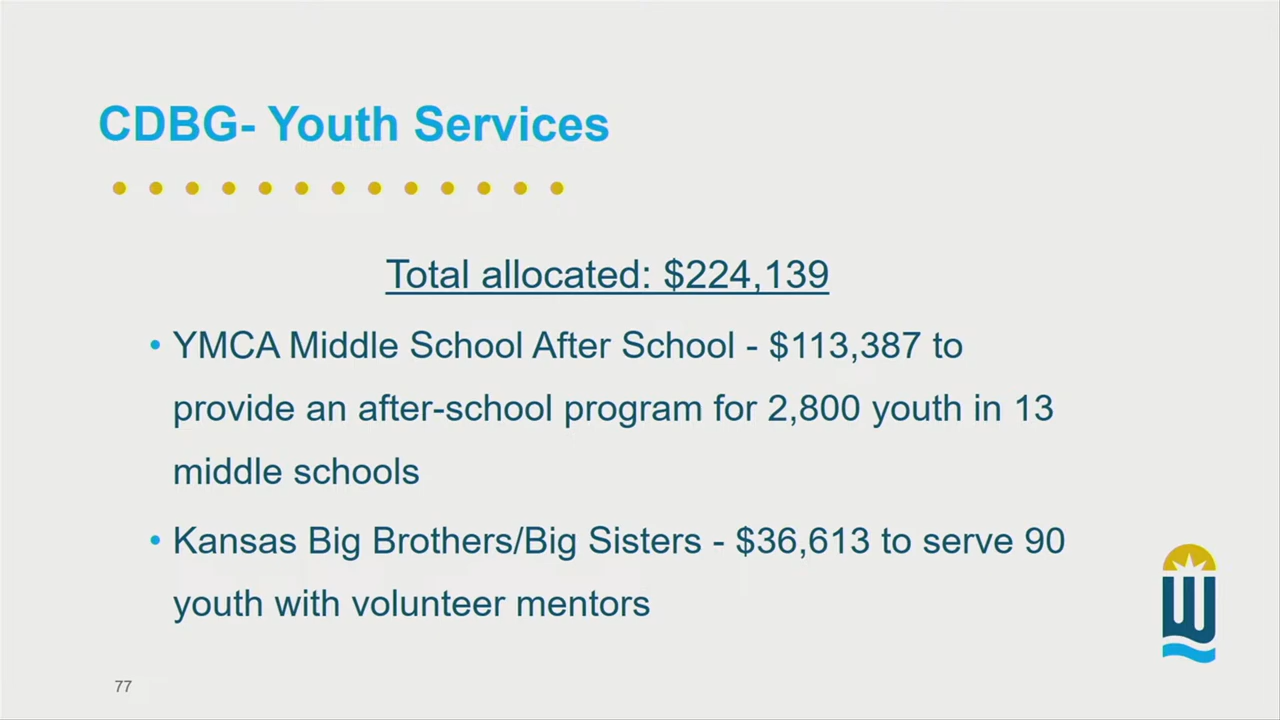 CDBG- Youth Services
Total allocated: $224,139
• YMCA Middle School After School - $113,387 to
provide an after-school program for 2,800 youth in 13
middle schools
• Kansas Big Brothers/Big Sisters - $36,613 to serve 90
youth with volunteer mentors
77